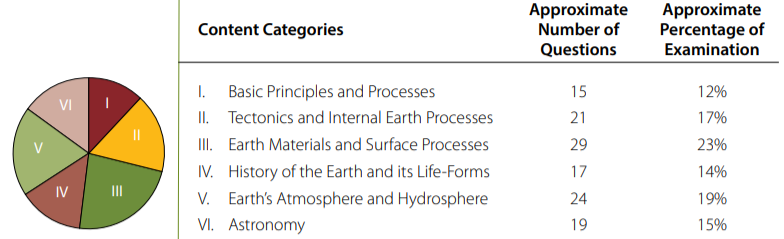 Content Categories
Approximate Number of Questions
Approximate Percentage of Examination
I. Basic Principles and Processes 15 12%
II. Tectonics and Internal Earth Processes 21 17%
III. Earth Materials and Surface Processes 29 23%
IV. History of the Earth and its Life-Forms 17 14%
V. Earth's Atmosphere and Hydrosphere 24 19%
VI. Astronomy 19 15%
I
II
III
IV
V
VI